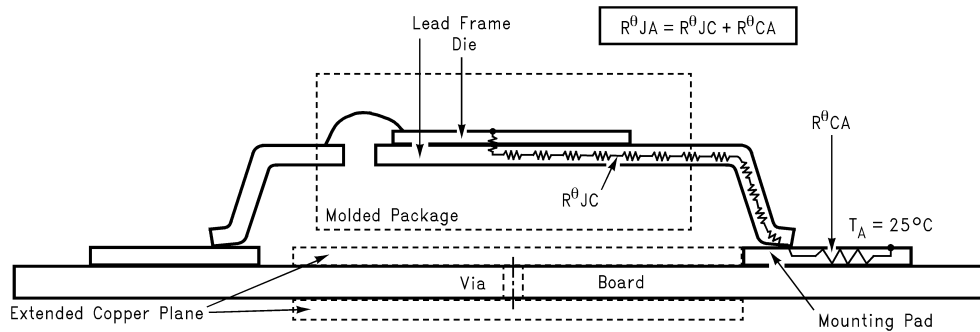 Lead Frame
Die
RθJA = RθJC + RθCA
RθCA
RθJC
Molded Package
TA = 25°C
Via
Board
Extended Copper Plane
Mounting Pad